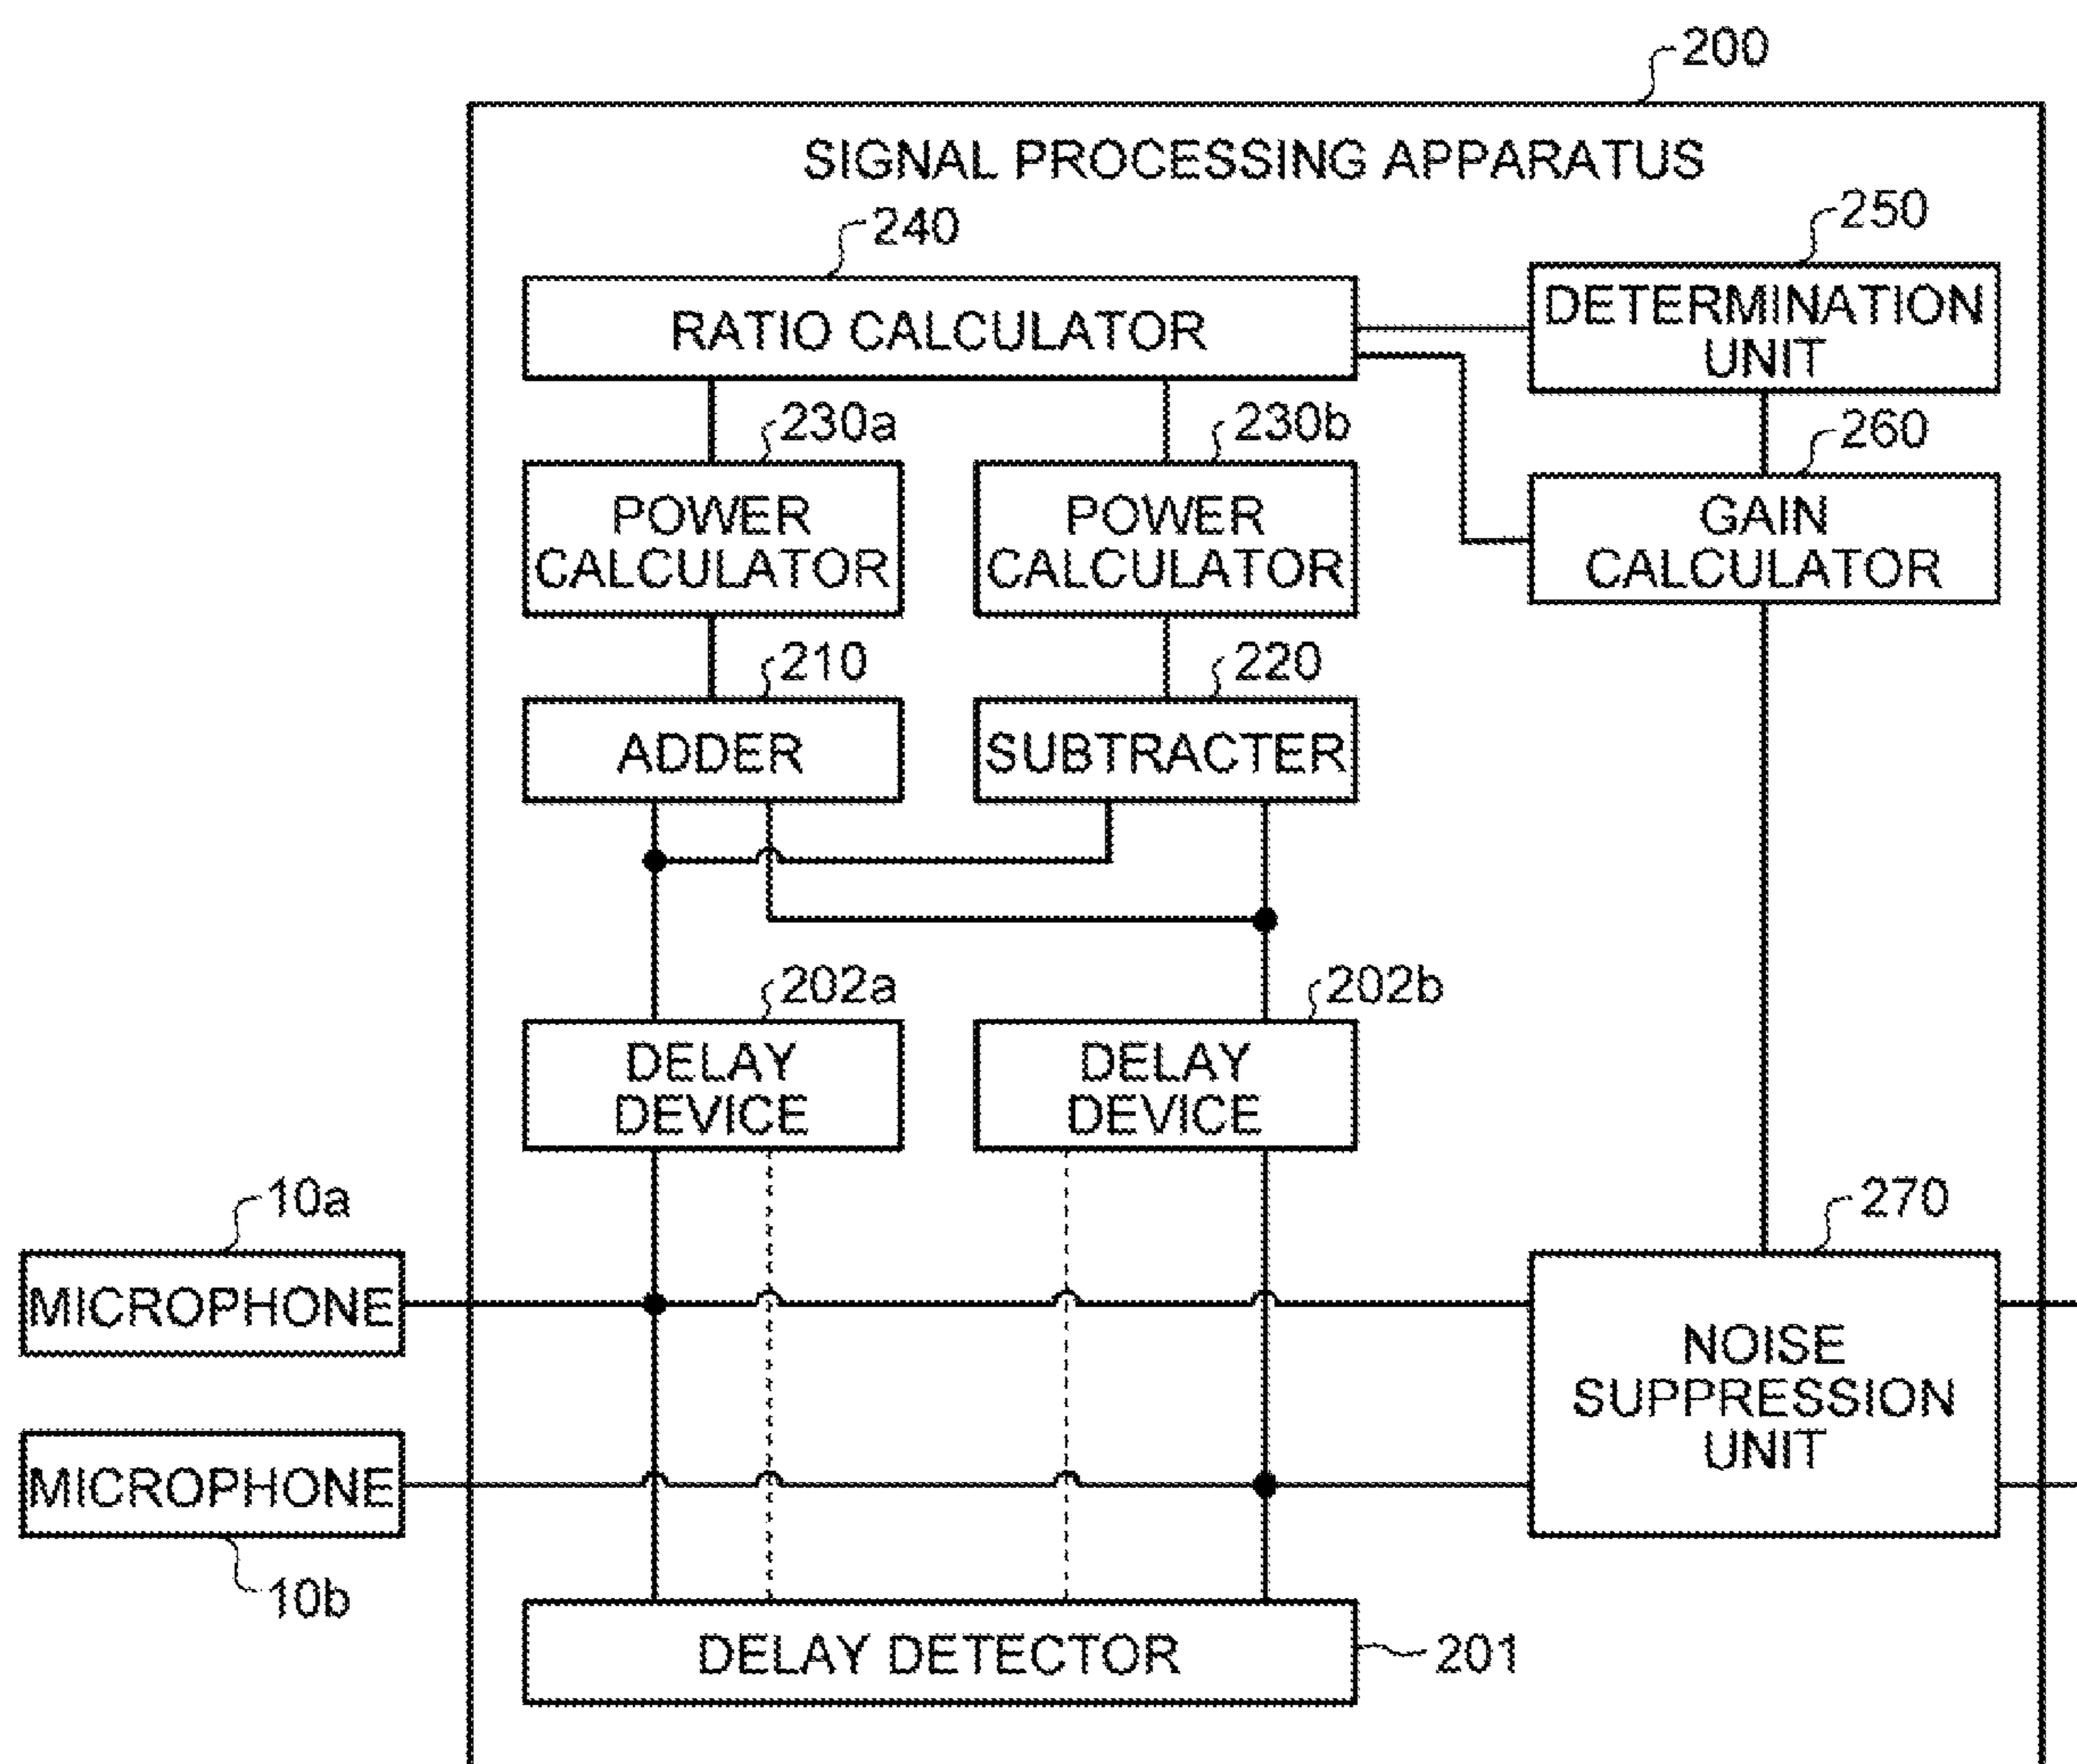 200
SIGNAL PROCESSING APPARATUS
240
250
RATIO CALCULATOR
DETERMINATION
UNIT
230a
230b
260
POWER
CALCULATOR
POWER
CALCULATOR
GAIN
CALCULATOR
210
220
ADDER
SUBTRACTER
202a
202b
DELAY
DEVICE
DELAY
DEVICE
10a
270
MICROPHONE
NOISE
SUPPRESSION
UNIT
MICROPHONE
10b
DELAY DETECTOR
201